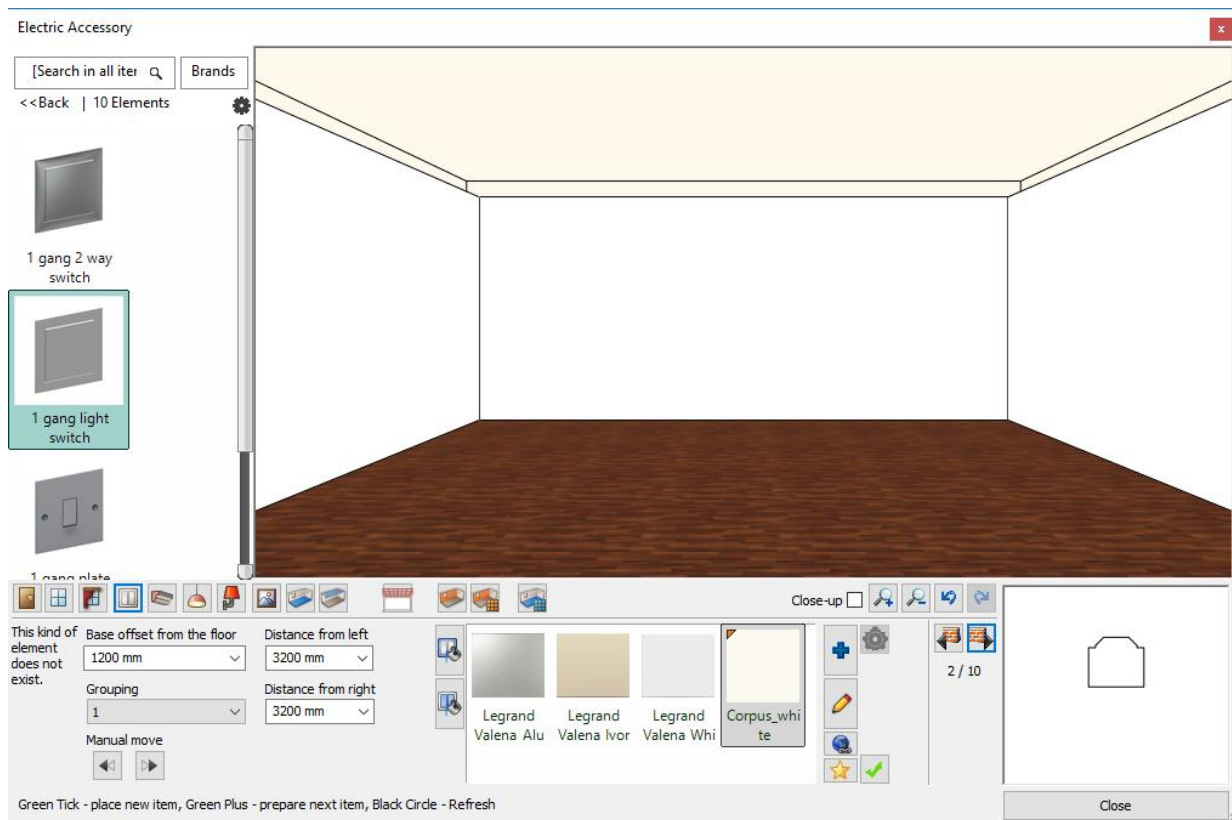 Electric Accessory
x
[Search in all iter
Brands
<<Back | 10 Elements
1 gang 2 way
switch
1 gang light
switch
1 gang plate
Close-up
This kind of
element
does not
exist.
Base offset from the floor
1200 mm
Grouping
1
Manual move
Distance from left
3200 mm
Distance from right
3200 mm
Legrand
Valena Alu
Legrand
Valena Ivor
Legrand
Valena Whi
Corpus_whi
te
2 / 10
Green Tick - place new item, Green Plus - prepare next item, Black Circle - Refresh
Close